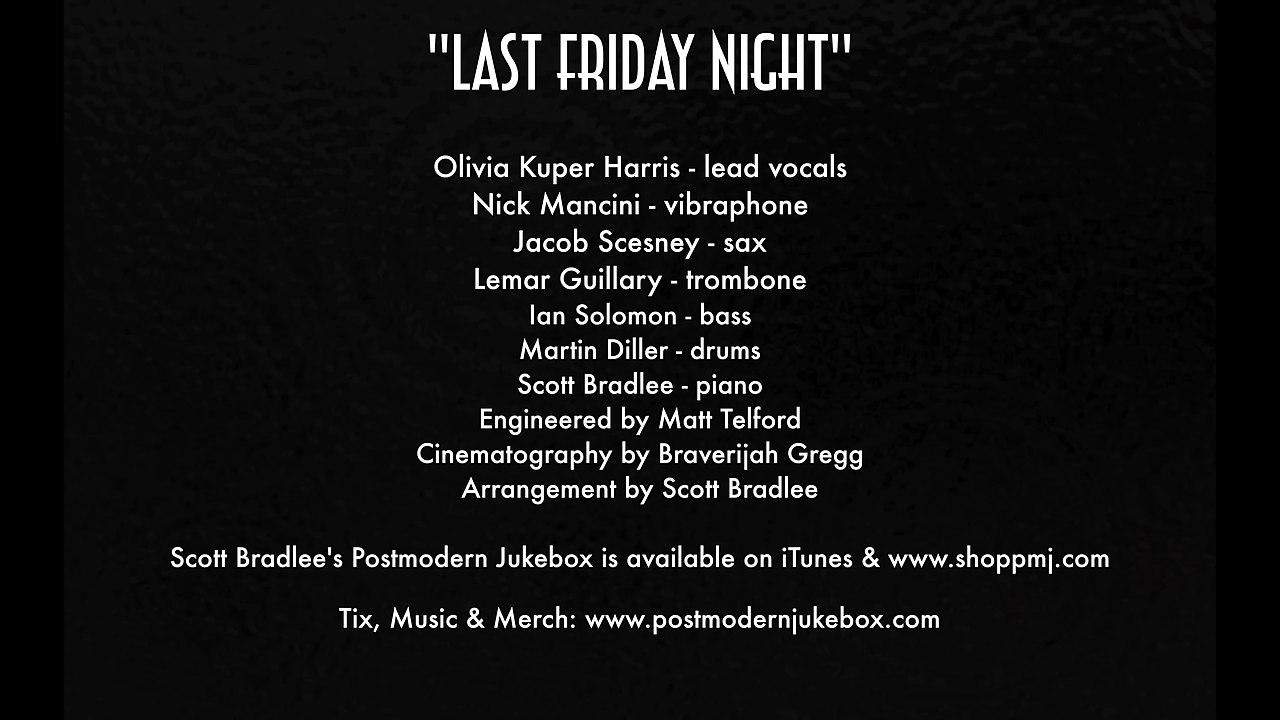 "LAST FRIDAY NIGHT"
Olivia Kuper Harris - lead vocals
Nick Mancini - vibraphone
Jacob Scesney - sax
Lemar Guillary - trombone
Ian Solomon - bass
Martin Diller - drums
Scott Bradlee - piano
Engineered by Matt Telford
Cinematography by Braverijah Gregg
Arrangement by Scott Bradlee
Scott Bradlee's Postmodern Jukebox is available on iTunes & www.shoppmj.com
Tix, Music & Merch: www.postmodernjukebox.com